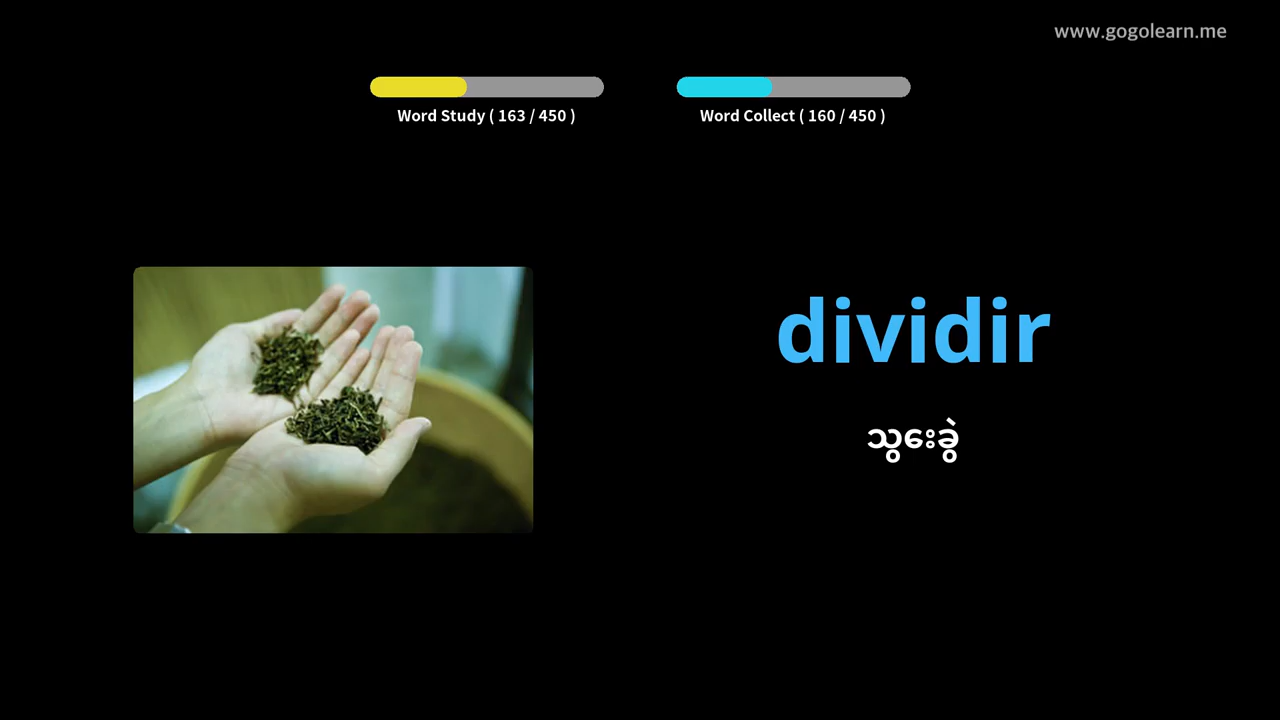 www.gogolearn.me
Word Study ( 163 / 450 )
Word Collect ( 160 / 450 )
dividir
သွေးခွဲ